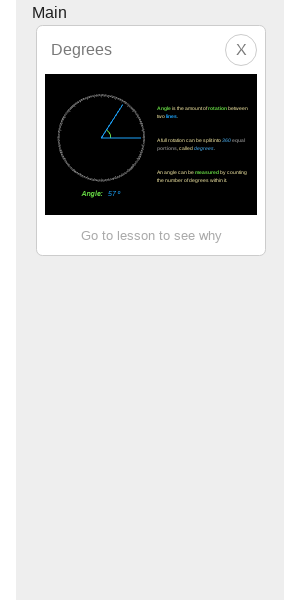 Main
Degrees
X
Angle is the amount of rotation between
two lines.
A full rotation can be split into 360 equal
portions, called degrees.
An angle can be measured by counting
the number of degrees within it.
Angle: 57 º
Go to lesson to see why